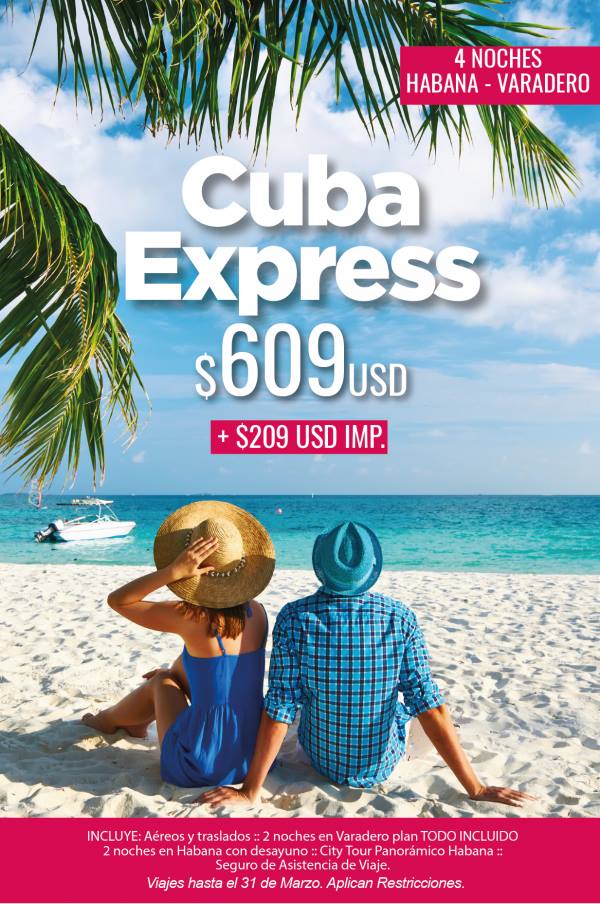 4 NOCHES
HABANA - VARADERO
Cuba
Express
$609USD
+ $209 USD IMP.
INCLUYE: Aéreos y traslados :: 2 noches en Varadero plan TODO INCLUIDO
2 noches en Habana con desayuno :: City Tour Panorámico Habana ::
Seguro de Asistencia de Viaje.
Viajes hasta el 31 de Marzo. Aplican Restricciones.